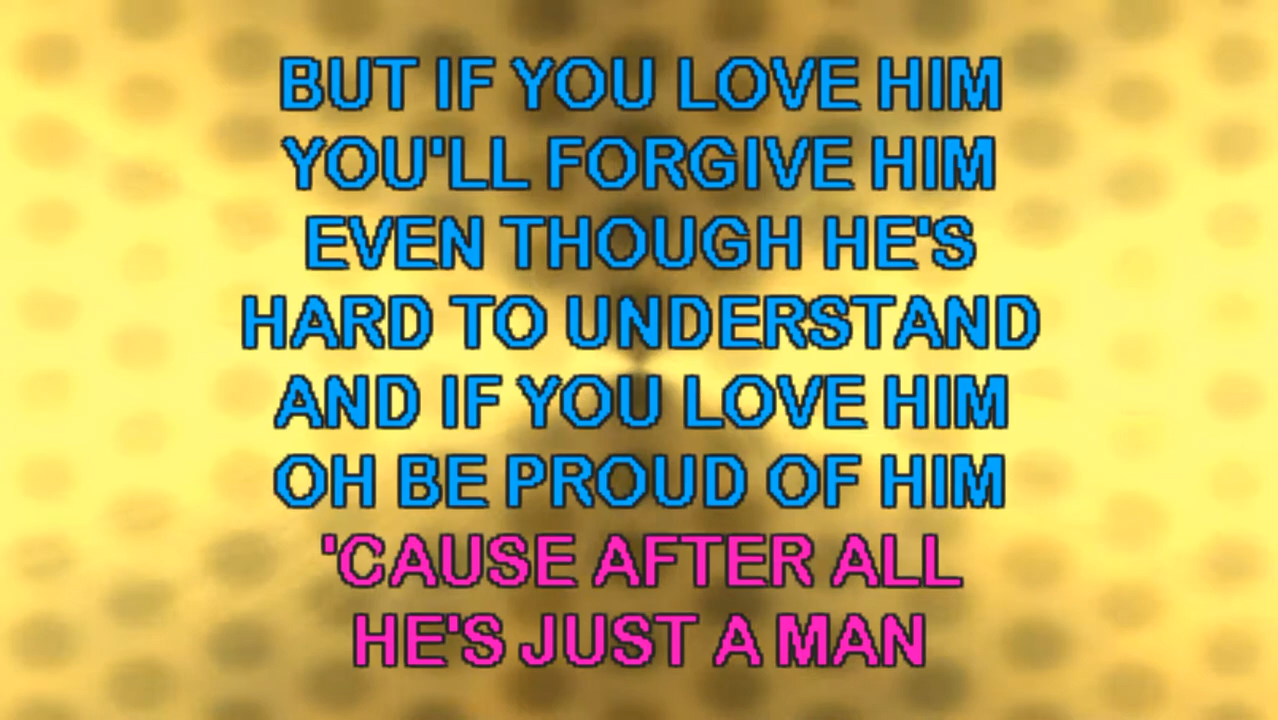 BUT IF YOU LOVE HIM
YOU'LL FORGIVE HIM
EVEN THOUGH HE'S
HARD TO UNDERSTAND
AND IF YOU LOVE HIM
OH BE PROUD OF HIM
'CAUSE AFTER ALL
HE'S JUST A MAN